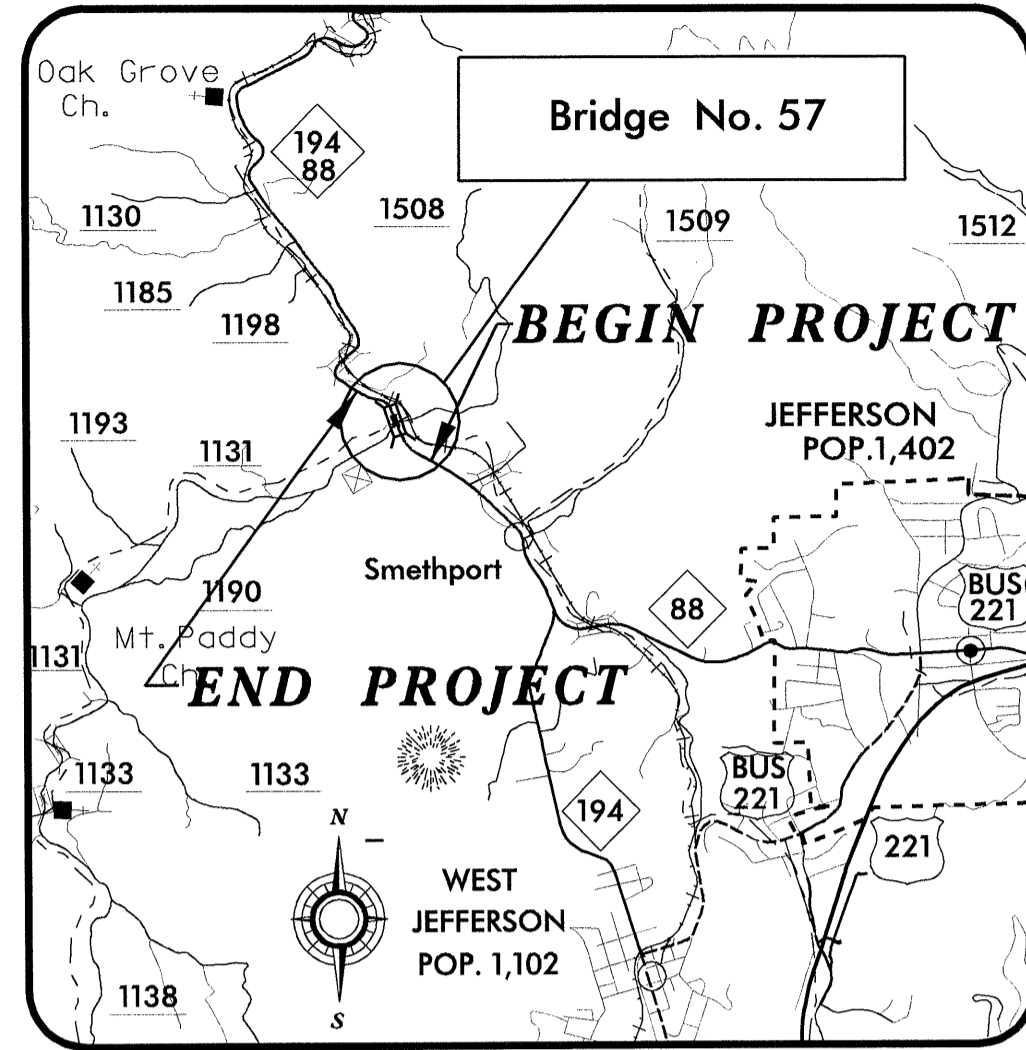 Oak Grove
Ch.
Bridge No. 57
194
88
1130
1508
1509
1512
1185
1198
BEGIN PROJECT
1193
1131
JEFFERSON
POP.1,402
Smethport
1190
88
BUS
221
Mt. Paddy
Ch.
1131
END PROJECT
1133
1133
BUS
221
194
221
N
WEST
JEFFERSON
POP. 1,102
1138
S